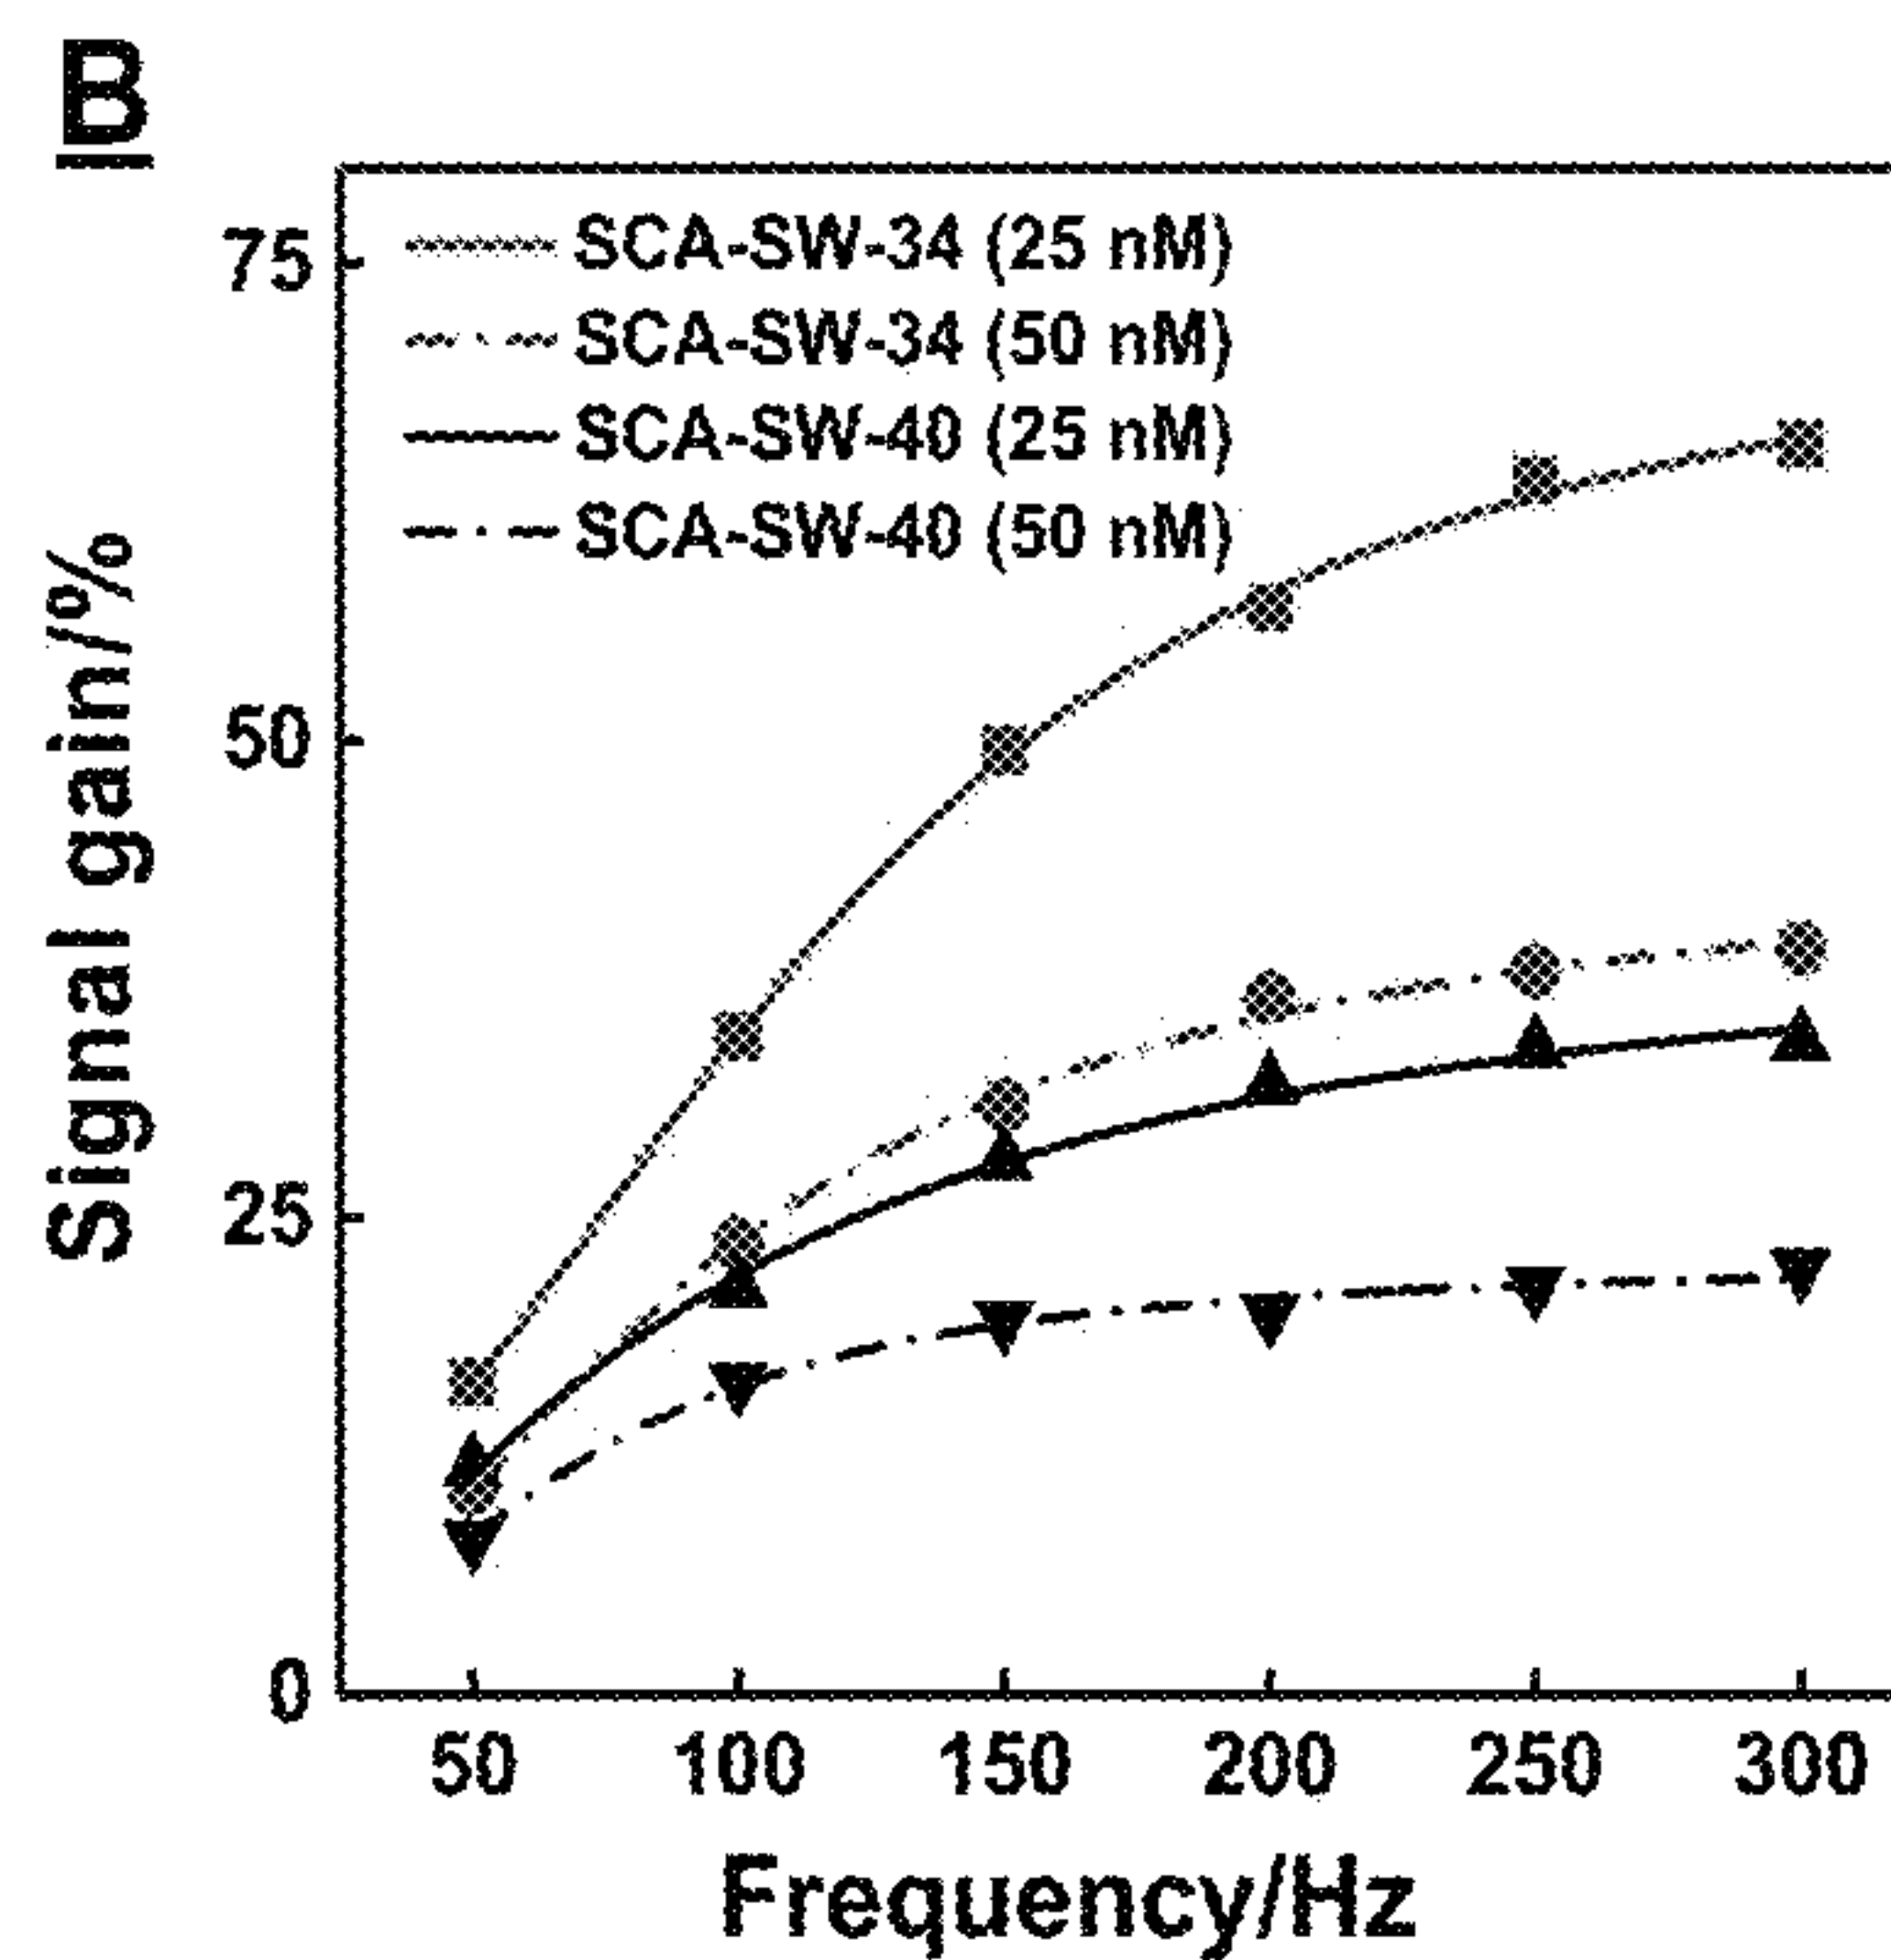 B
75
50
25
0
SCA-SW-34 (25 nM)
SCA-SW-34 (50 nM)
SCA-SW-40 (25 nM)
SCA-SW-40 (50 nM)
Signal gain/%
50 100 150 200 250 300
Frequency/Hz